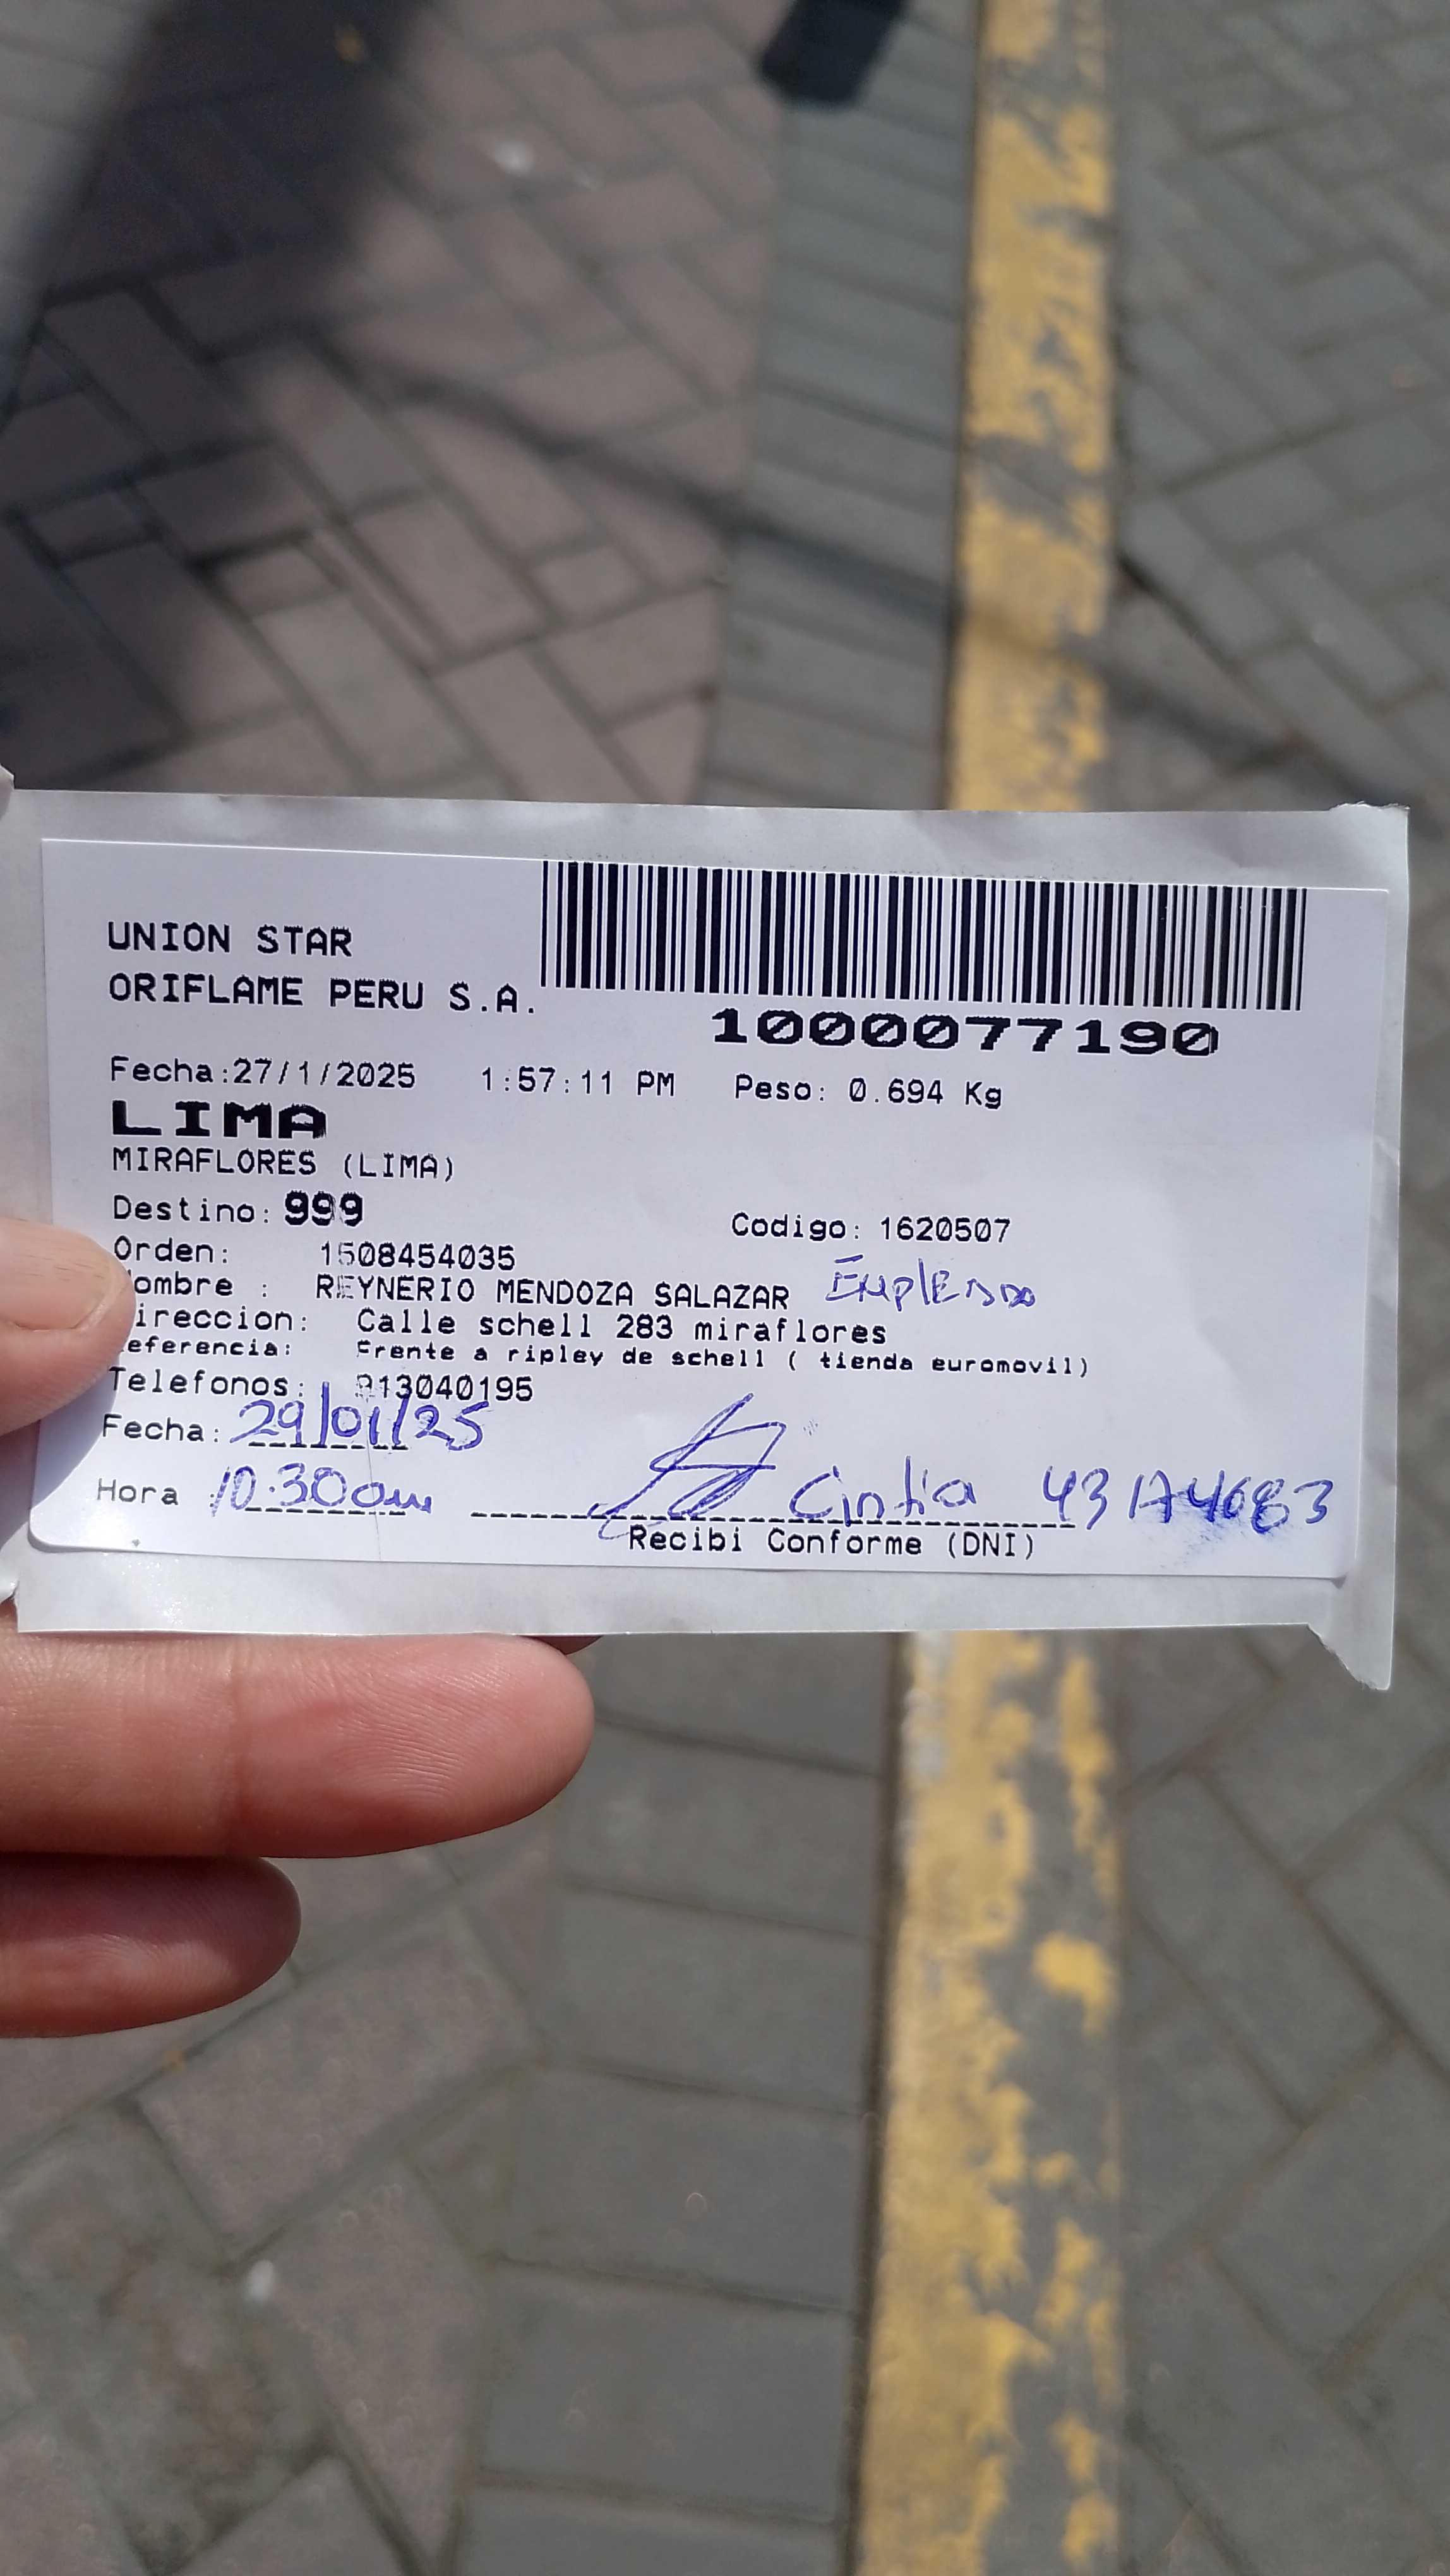 UNION STAR
ORIFLAME PERU S.A.
1000077190
Fecha:27/1/2025 1:57:11 PM Peso: 0.694 Kg
LIMA
MIRAFLORES (LIMA)
Destino: 999 Codigo: 1620507
Orden: 1508454035
ombre : REYNERIO MENDOZA SALAZAR
ireccion: Calle schell 283 miraflores
eferencia: Frente a ripley de schell ( tienda euromovil)
Telefonos: 913040195
Fecha: 29/01/25
Hora 10:30am Cintia
Recibi Conforme (DNI)